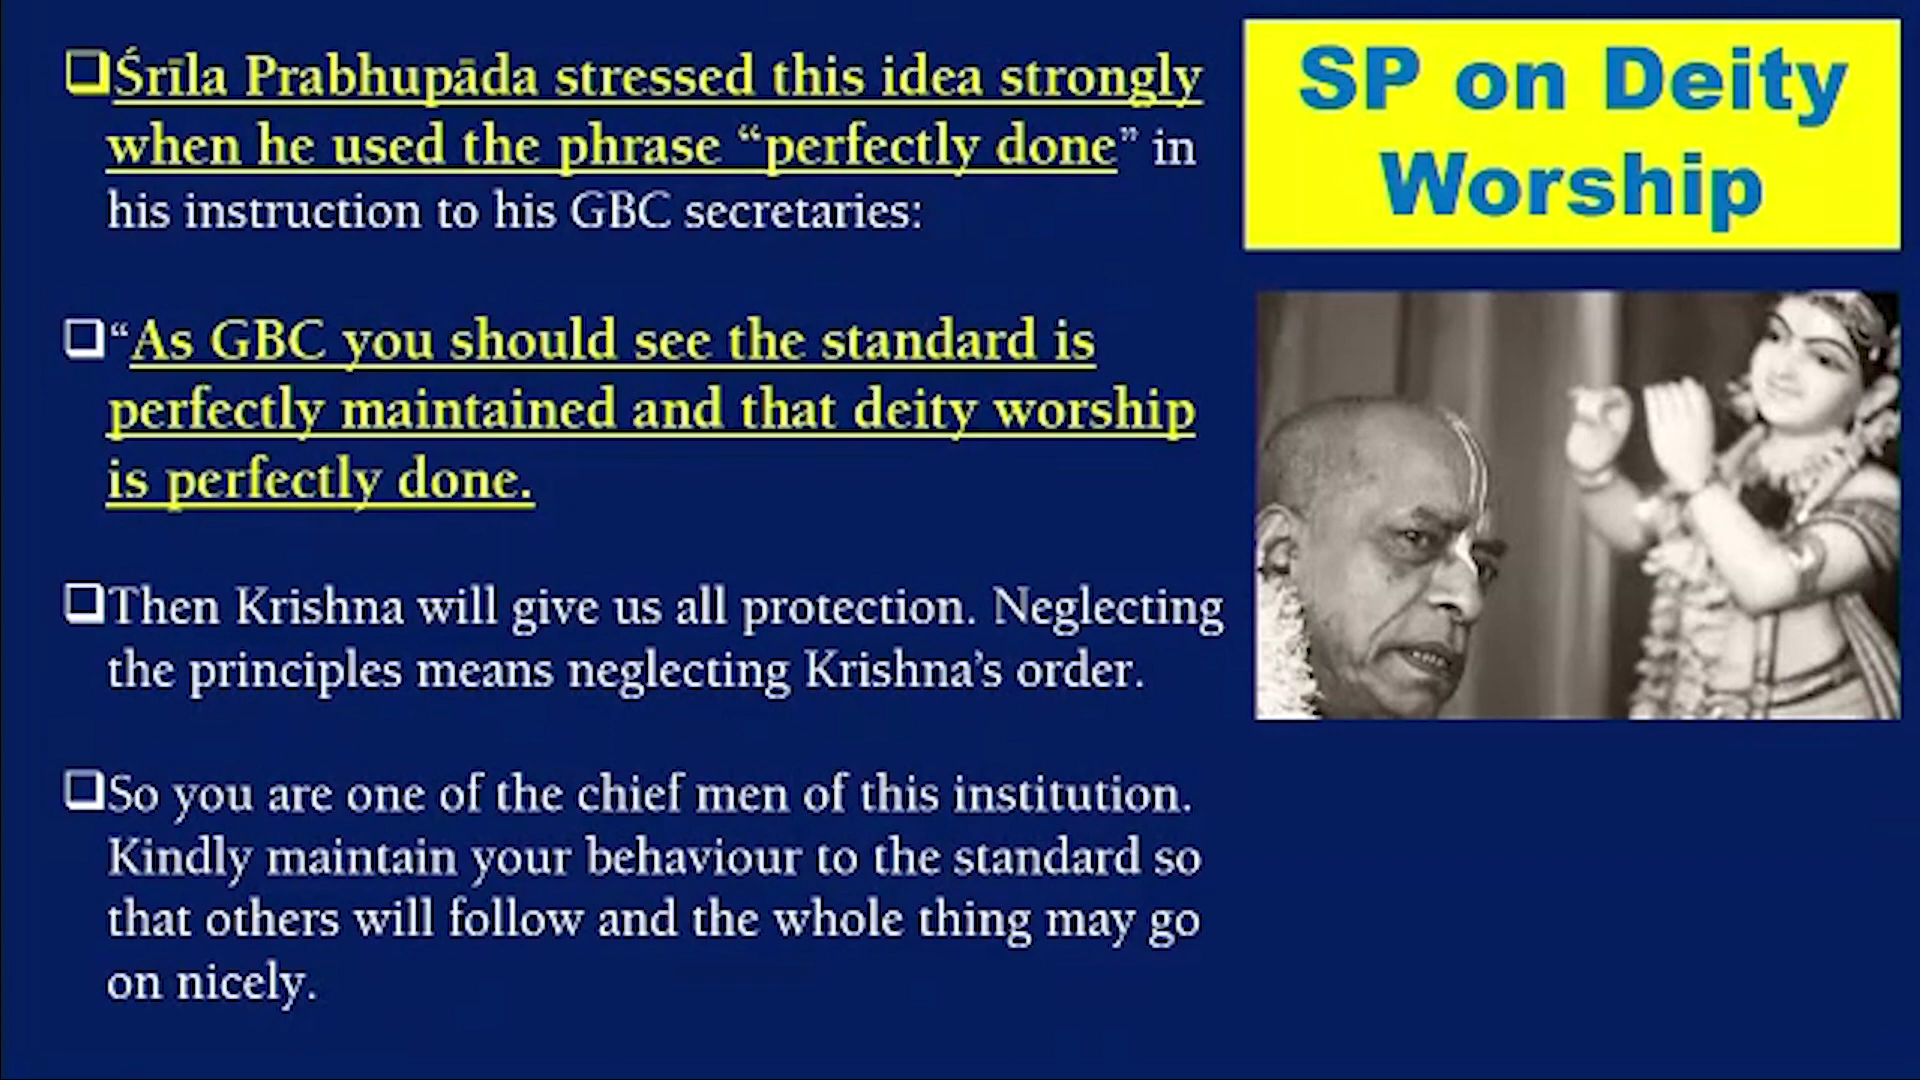 Śrīla Prabhupāda stressed this idea strongly
when he used the phrase “perfectly done” in
his instruction to his GBC secretaries:
“As GBC you should see the standard is
perfectly maintained and that deity worship
is perfectly done.
Then Krishna will give us all protection. Neglecting
the principles means neglecting Krishna’s order.
So you are one of the chief men of this institution.
Kindly maintain your behaviour to the standard so
that others will follow and the whole thing may go
on nicely.
SP on Deity
Worship